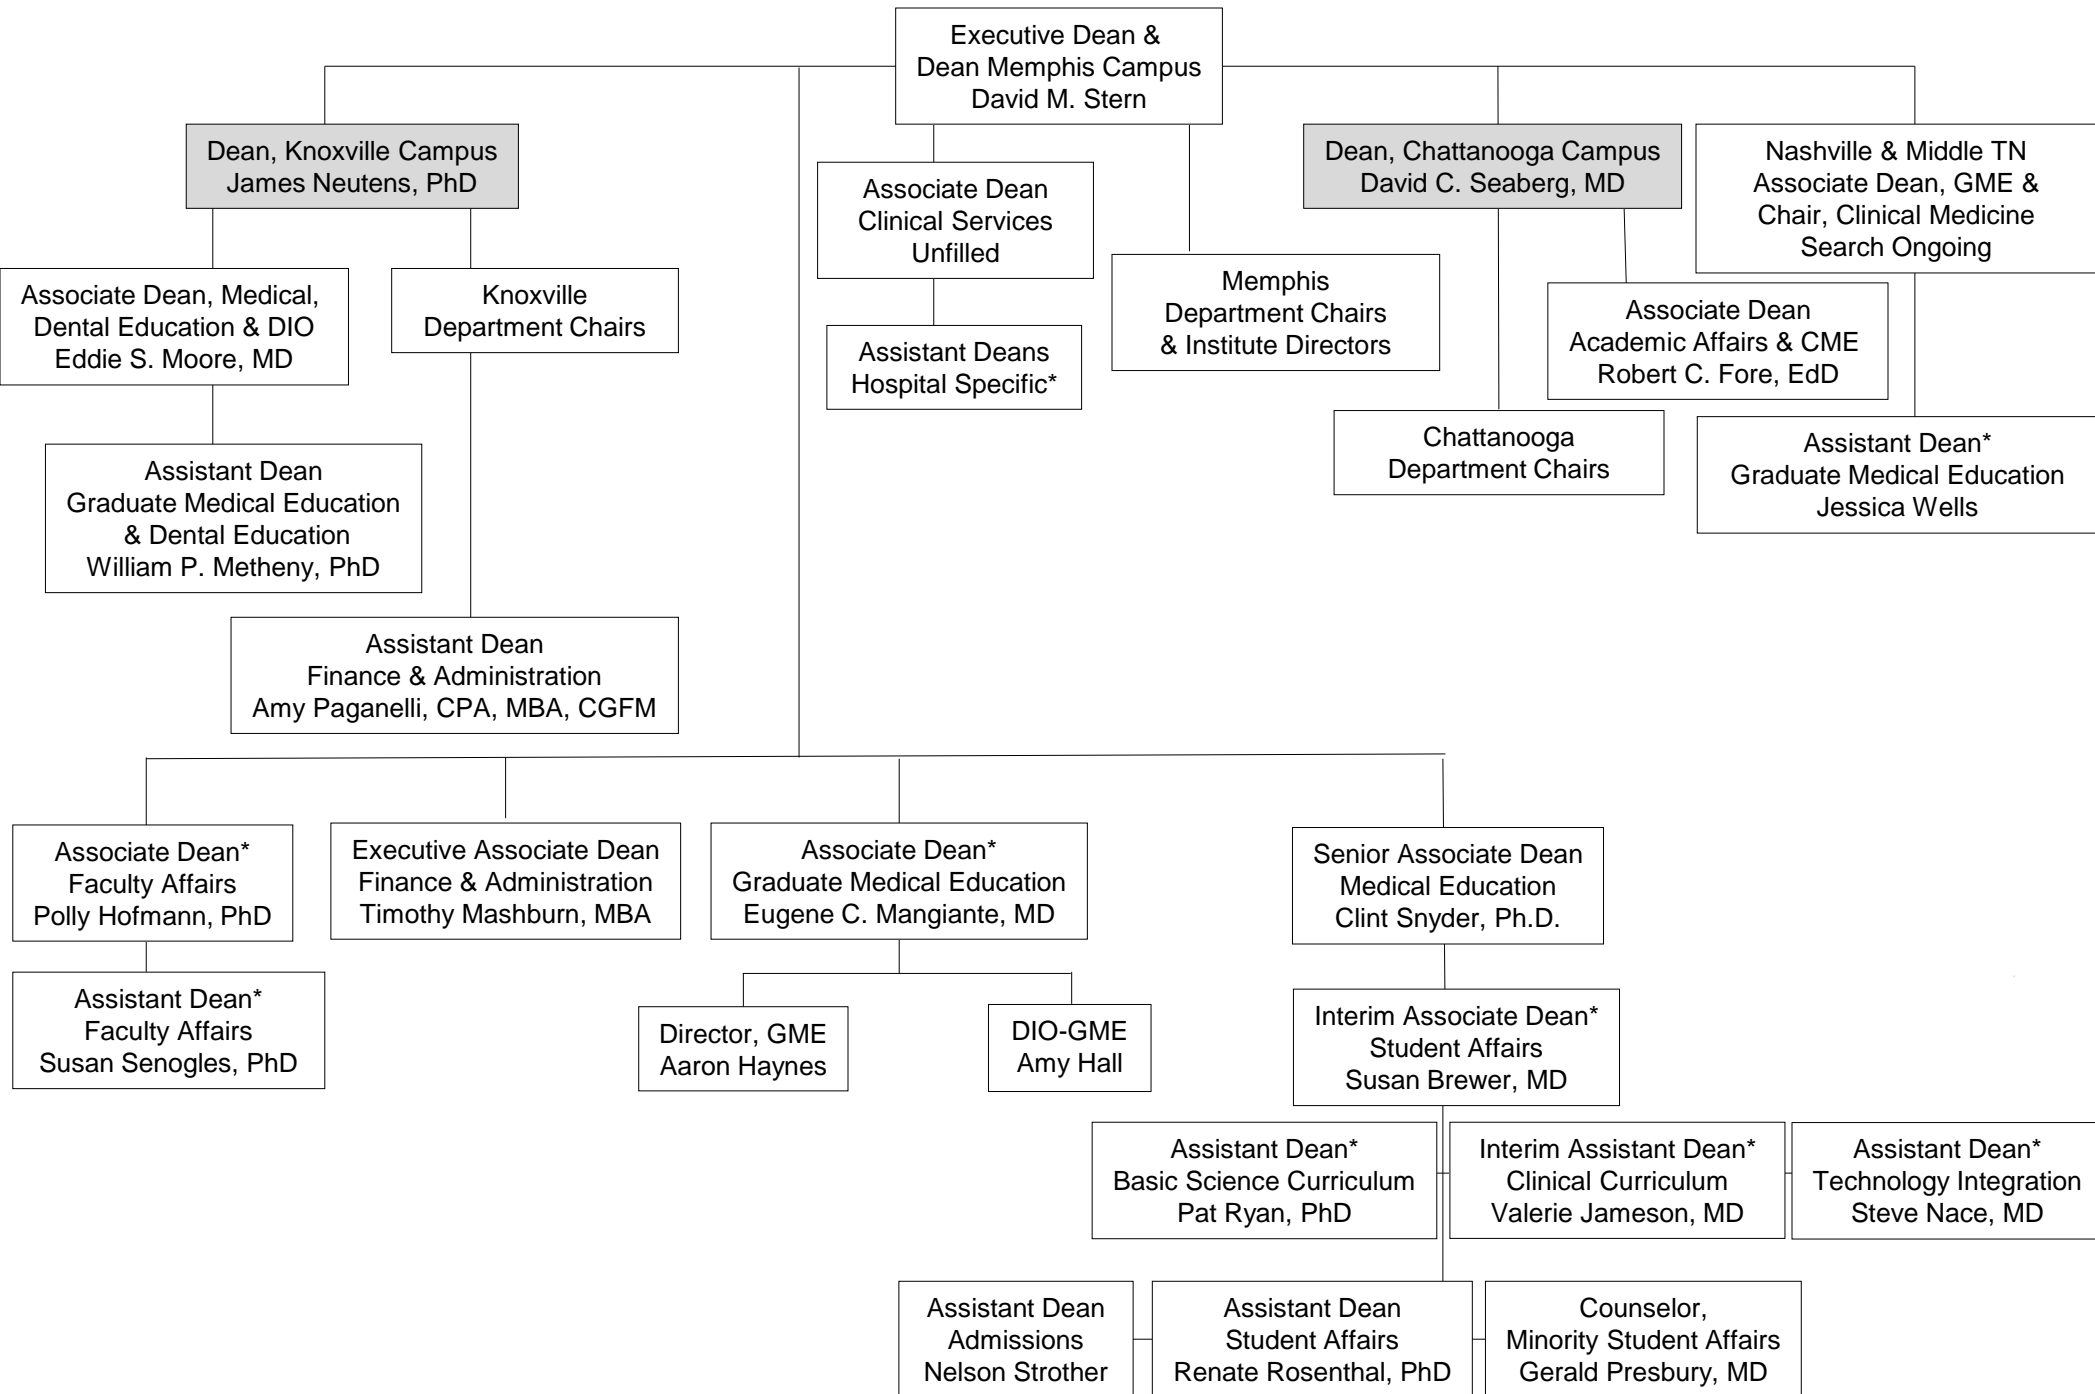 Executive Dean &
Dean Memphis Campus
David M. Stern
Dean, Knoxville Campus
James Neutens, PhD
Associate Dean
Clinical Services
Unfilled
Dean, Chattanooga Campus
David C. Seaberg, MD
Nashville & Middle TN
Associate Dean, GME &
Chair, Clinical Medicine
Search Ongoing
Associate Dean, Medical,
Dental Education & DIO
Eddie S. Moore, MD
Knoxville
Department Chairs
Assistant Deans
Hospital Specific*
Memphis
Department Chairs
& Institute Directors
Associate Dean
Academic Affairs & CME
Robert C. Fore, EdD
Chattanooga
Department Chairs
Assistant Dean*
Graduate Medical Education
Jessica Wells
Assistant Dean
Graduate Medical Education
& Dental Education
William P. Metheny, PhD
Assistant Dean
Finance & Administration
Amy Paganelli, CPA, MBA, CGFM
Associate Dean*
Faculty Affairs
Polly Hofmann, PhD
Executive Associate Dean
Finance & Administration
Timothy Mashburn, MBA
Associate Dean*
Graduate Medical Education
Eugene C. Mangiante, MD
Senior Associate Dean
Medical Education
Clint Snyder, Ph.D.
Assistant Dean*
Faculty Affairs
Susan Senogles, PhD
Director, GME
Aaron Haynes
DIO-GME
Amy Hall
Interim Associate Dean*
Student Affairs
Susan Brewer, MD
Assistant Dean*
Basic Science Curriculum
Pat Ryan, PhD
Interim Assistant Dean*
Clinical Curriculum
Valerie Jameson, MD
Assistant Dean*
Technology Integration
Steve Nace, MD
Assistant Dean
Admissions
Nelson Strother
Assistant Dean
Student Affairs
Renate Rosenthal, PhD
Counselor,
Minority Student Affairs
Gerald Presbury, MD